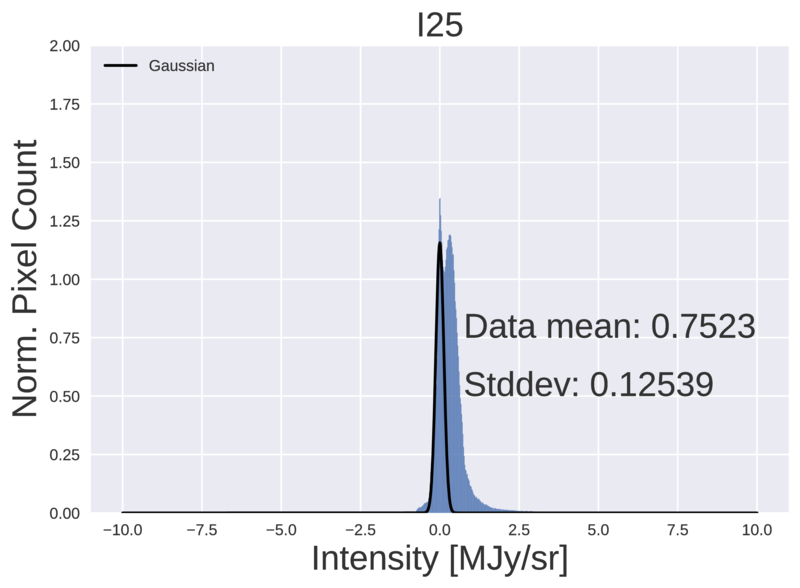 I25
2.00
Gaussian
1.75
1.50
1.25
1.00
0.75
0.50
0.25
0.00
Norm. Pixel Count
Data mean: 0.7523
Stddev: 0.12539
−10.0 −7.5 −5.0 −2.5 0.0 2.5 5.0 7.5 10.0
Intensity [MJy/sr]